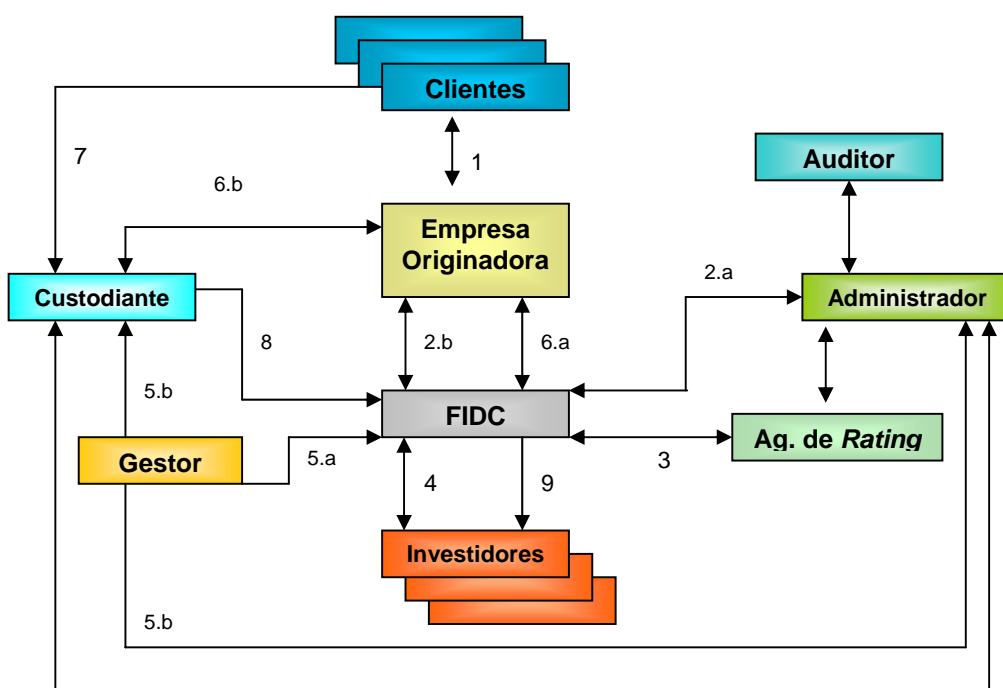 Clientes
7
1
Auditor
6.b
Empresa
Originadora
2.a
Custodiante
Administrador
8
2.b
6.a
5.b
FIDC
Ag. de Rating
Gestor
5.a
3
4
9
Investidores
5.b